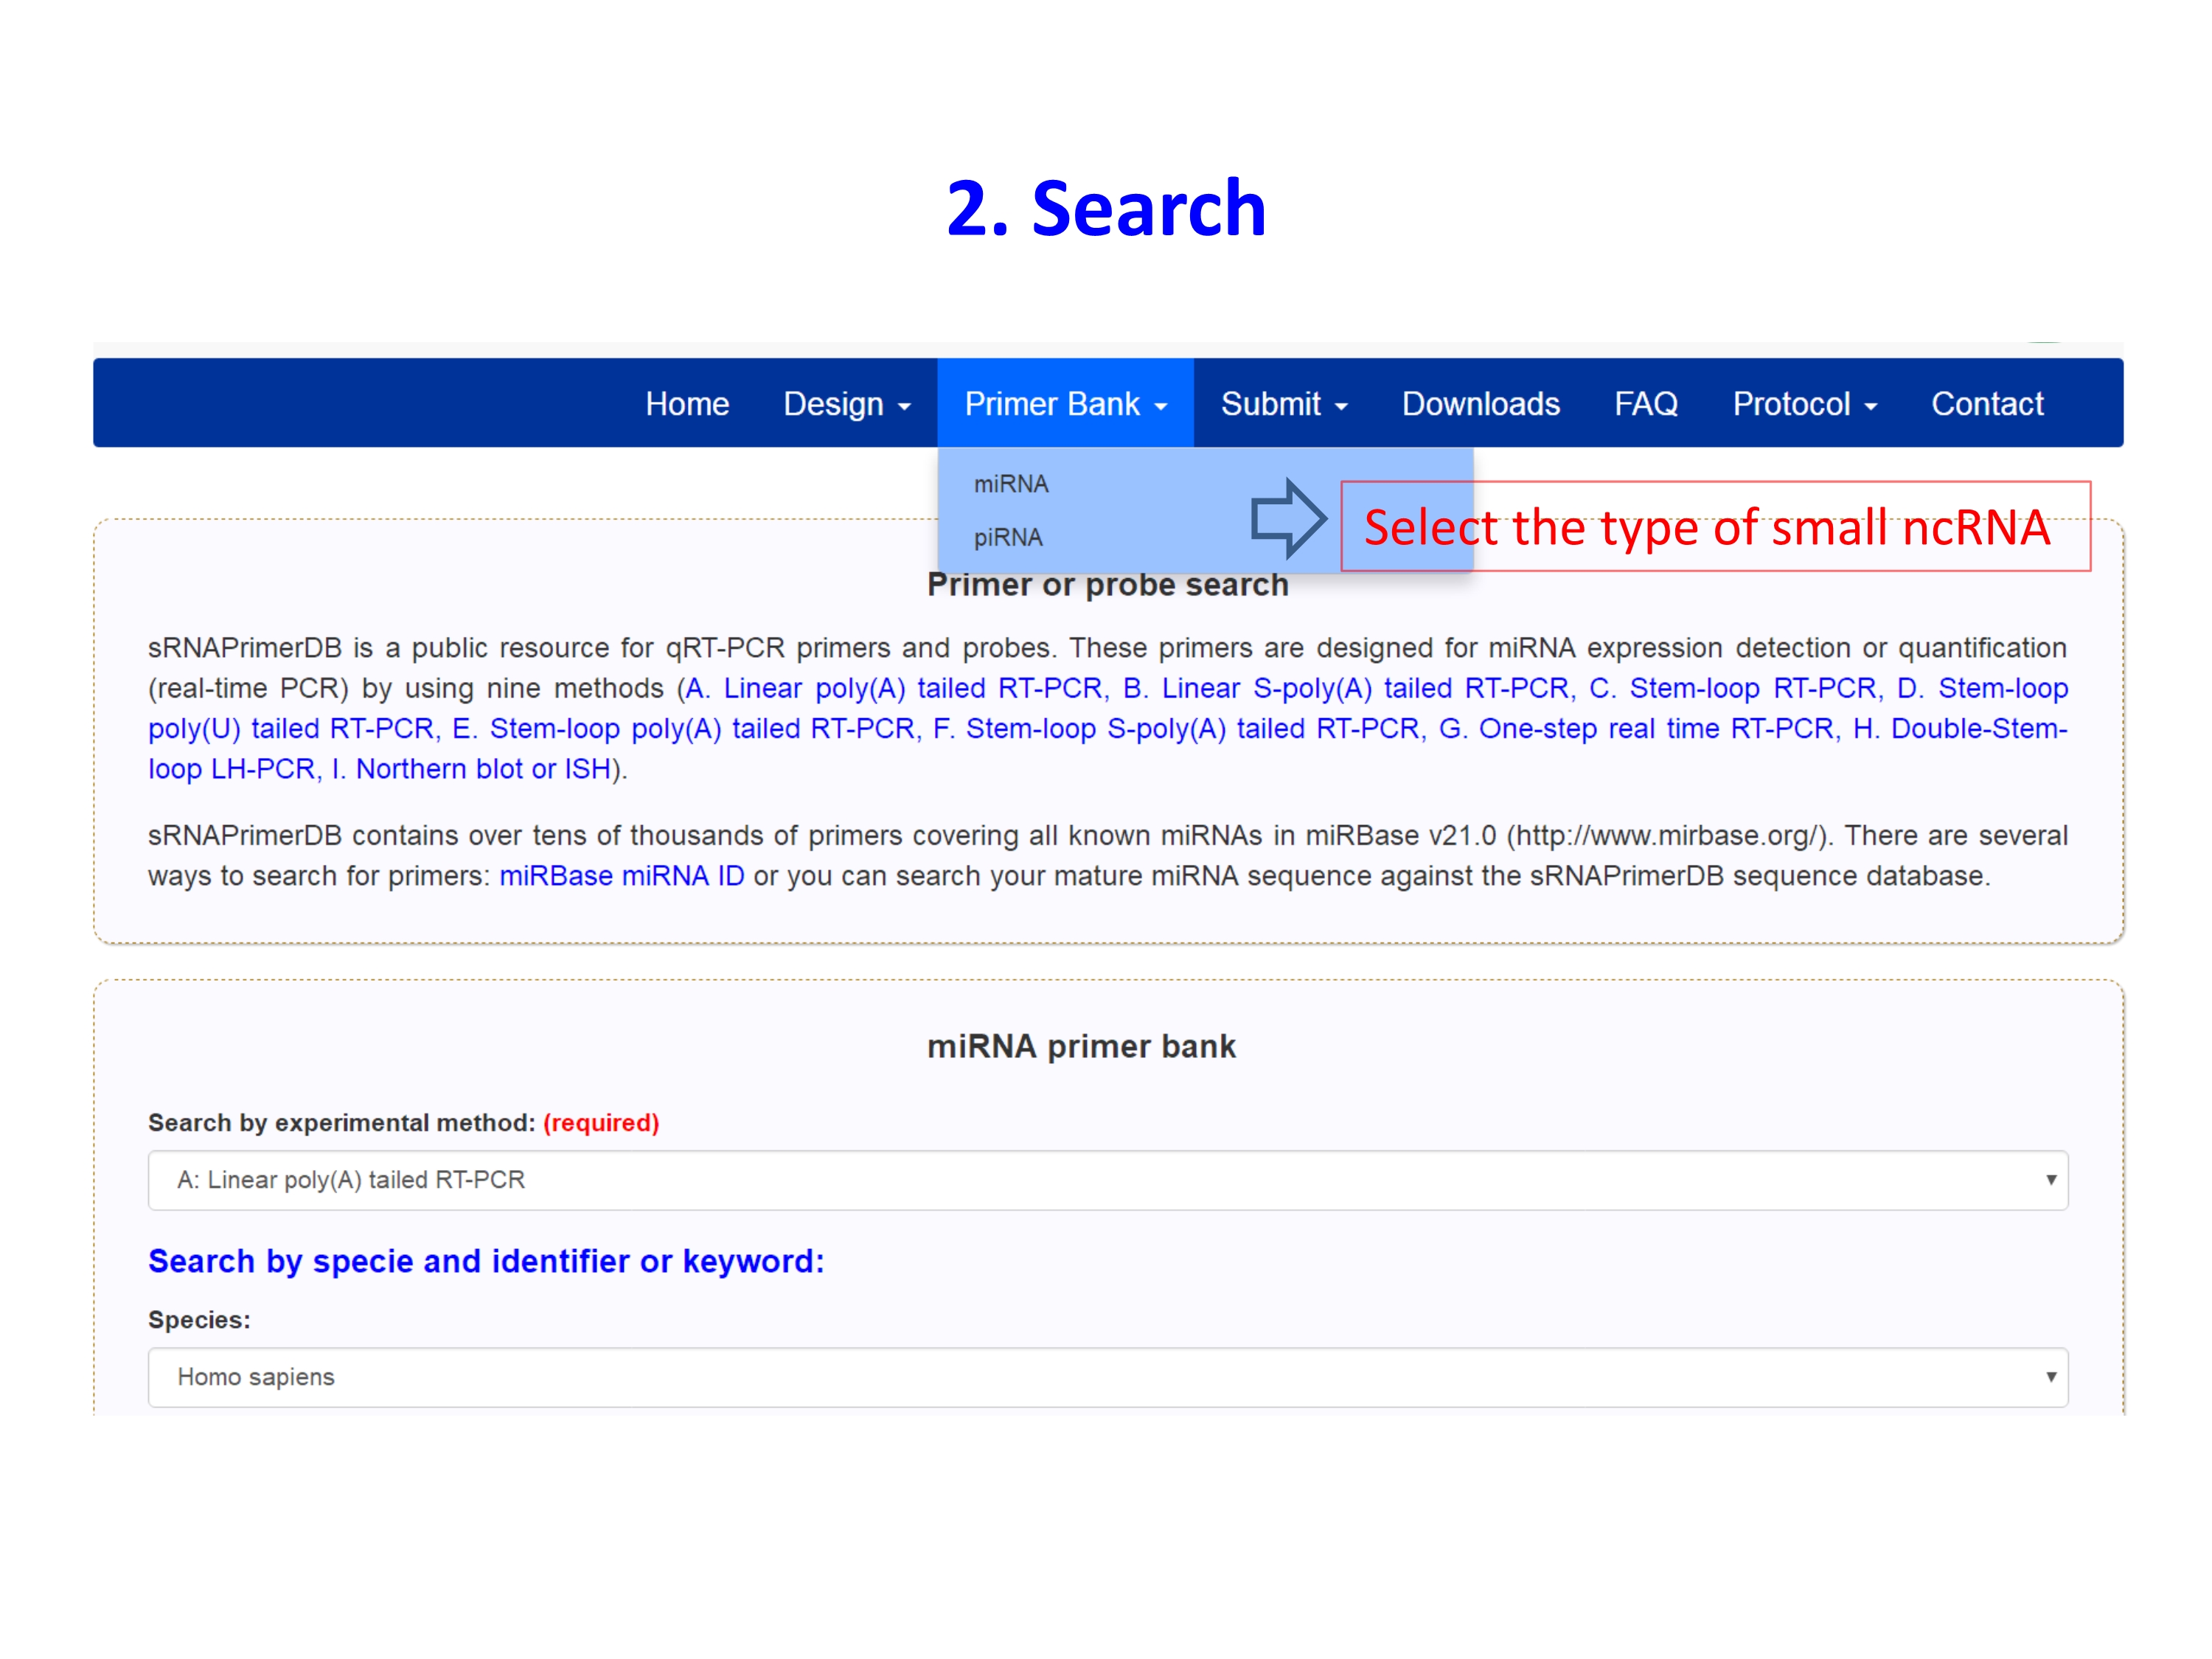 2. Search
Home Design Primer Bank Submit Downloads FAQ Protocol Contact
miRNA
piRNA
Select the type of small ncRNA
Primer or probe search
sRNAPrimerDB is a public resource for qRT-PCR primers and probes. These primers are designed for miRNA expression detection or quantification
(real-time PCR) by using nine methods (A. Linear poly(A) tailed RT-PCR, B. Linear S-poly(A) tailed RT-PCR, C. Stem-loop RT-PCR, D. Stem-loop
poly(U) tailed RT-PCR, E. Stem-loop poly(A) tailed RT-PCR, F. Stem-loop S-poly(A) tailed RT-PCR, G. One-step real time RT-PCR, H. Double-Stem-
loop LH-PCR, I. Northern blot or ISH).
sRNAPrimerDB contains over tens of thousands of primers covering all known miRNAs in miRBase v21.0 (http://www.mirbase.org/). There are several
ways to search for primers: miRBase miRNA ID or you can search your mature miRNA sequence against the sRNAPrimerDB sequence database.
miRNA primer bank
Search by experimental method: (required)
A: Linear poly(A) tailed RT-PCR
Search by specie and identifier or keyword:
Species:
Homo sapiens